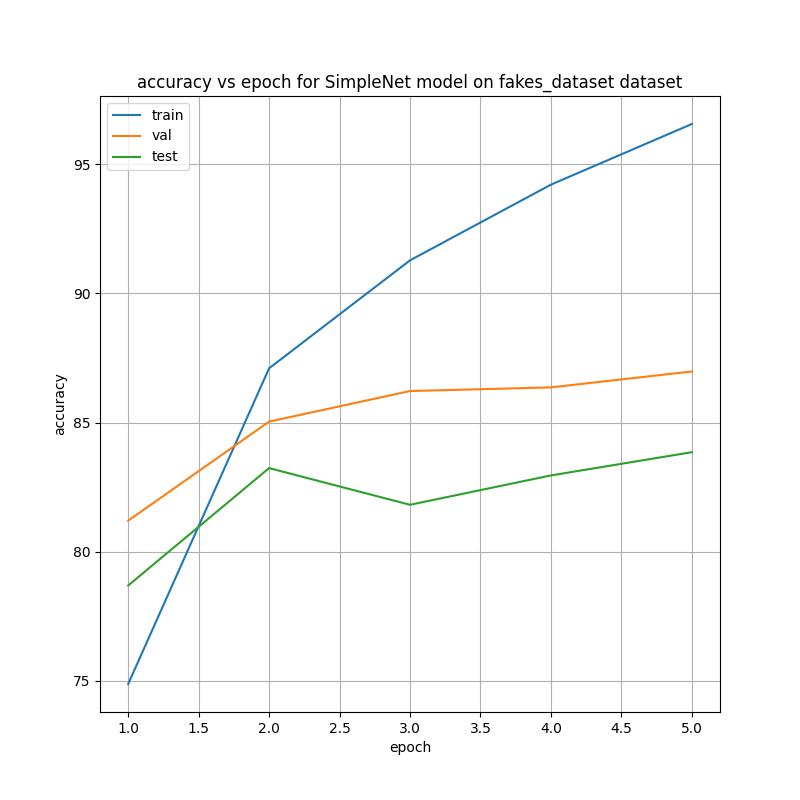 accuracy vs epoch for SimpleNet model on fakes_dataset dataset
train
val
test
95
90
85
80
75
accuracy
1.0 1.5 2.0 2.5 3.0 3.5 4.0 4.5 5.0
epoch